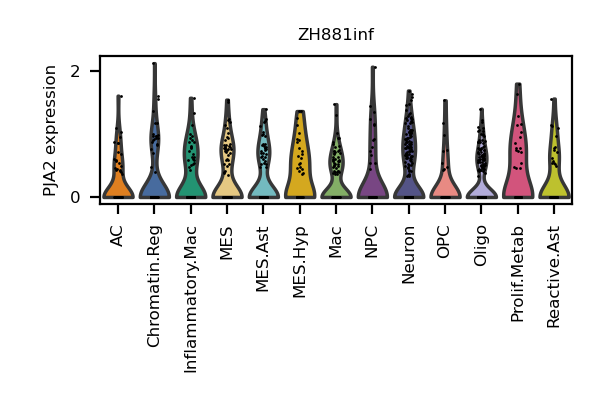 ZH881inf
PJA2 expression
2
0
AC
Chromatin.Reg
Inflammatory.Mac
MES
MES.Ast
MES.Hyp
Mac
NPC
Neuron
OPC
Oligo
Prolif.Metab
Reactive.Ast